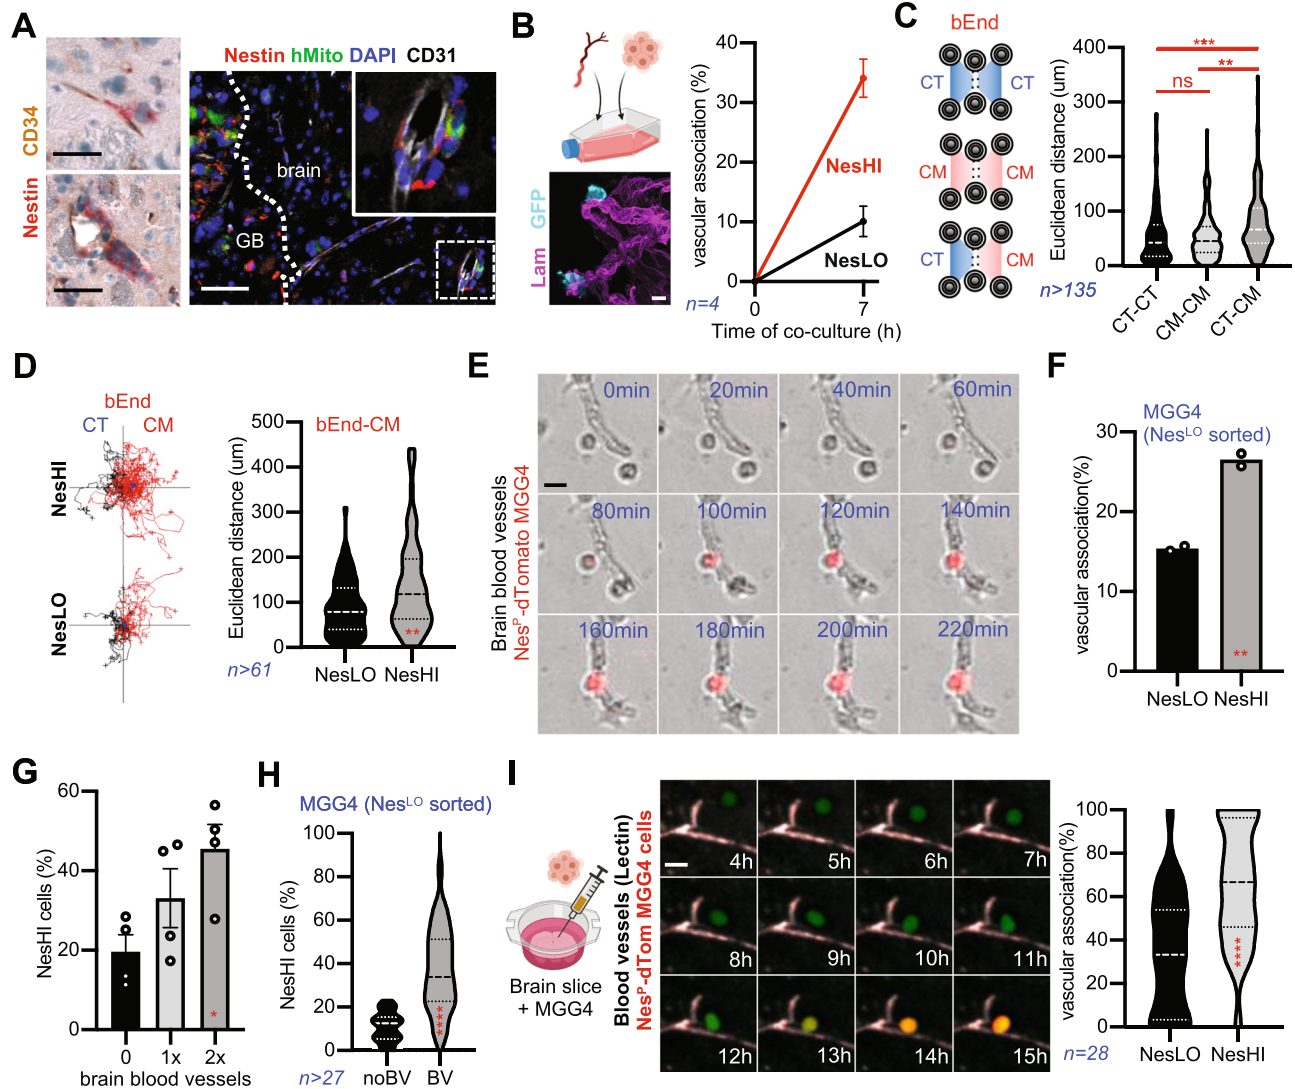 A
Nestin CD34
Nestin hMito DAPI CD31
brain
GB
B
Lam GFP
vascular association (%)
40
30
20
10
0
NesHI
NesLO
n=4
0 7
Time of co-culture (h)
C
bEnd
CT CT
CM CM
CT CM
Euclidean distance (um)
400
300
200
100
0
***
**
ns
n>135
CT-CT
CM-CM
CT-CM
D
bEnd
CT CM
NesHI
NesLO
Euclidean distance (um)
bEnd-CM
500
400
300
200
100
0
**
n>61
NesLO NesHI
E
Brain blood vessels
Nesᴾ-dTomato MGG4
0min 20min 40min 60min
80min 100min 120min 140min
160min 180min 200min 220min
F
MGG4
(Nesᴸᴼ sorted)
vascular association(%)
30
20
10
0
**
NesLO
NesHI
G
NesHI cells (%)
60
40
20
0
*
0 1x 2x
brain blood vessels
H
MGG4 (Nesᴸᴼ sorted)
NesHI cells (%)
100
80
60
40
20
0
****
n>27
noBV BV
I
Brain slice
+ MGG4
Blood vessels (Lectin)
Nesᴾ-dTom MGG4 cells
4h 5h 6h 7h
8h 9h 10h 11h
12h 13h 14h 15h
vascular association(%)
100
80
60
40
20
0
****
n=28
NesLO NesHI